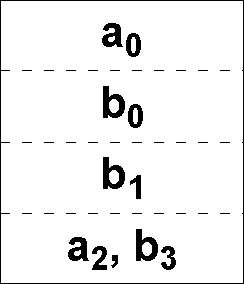 a₀
b₀
b₁
a₂, b₃